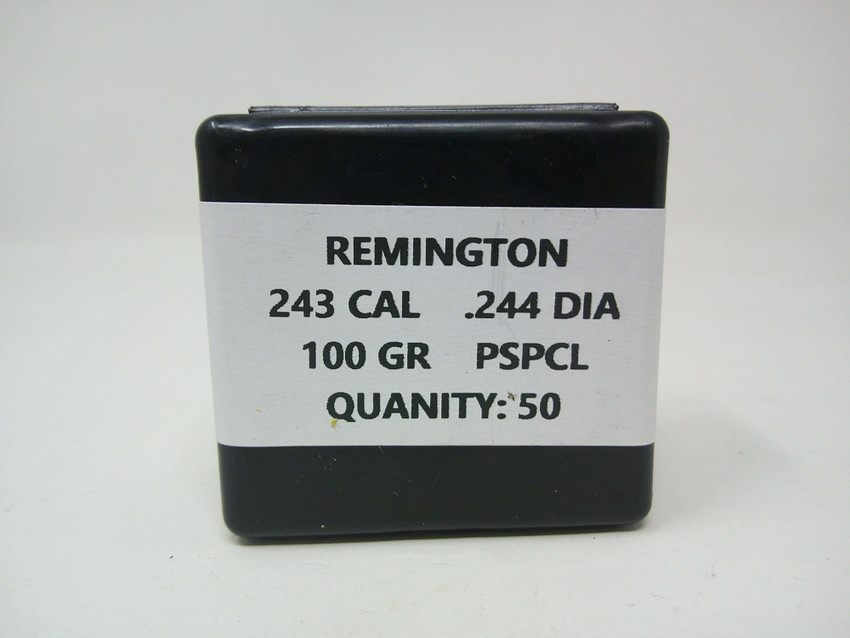 REMINGTON
243 CAL .244 DIA
100 GR PSPCL
QUANITY: 50